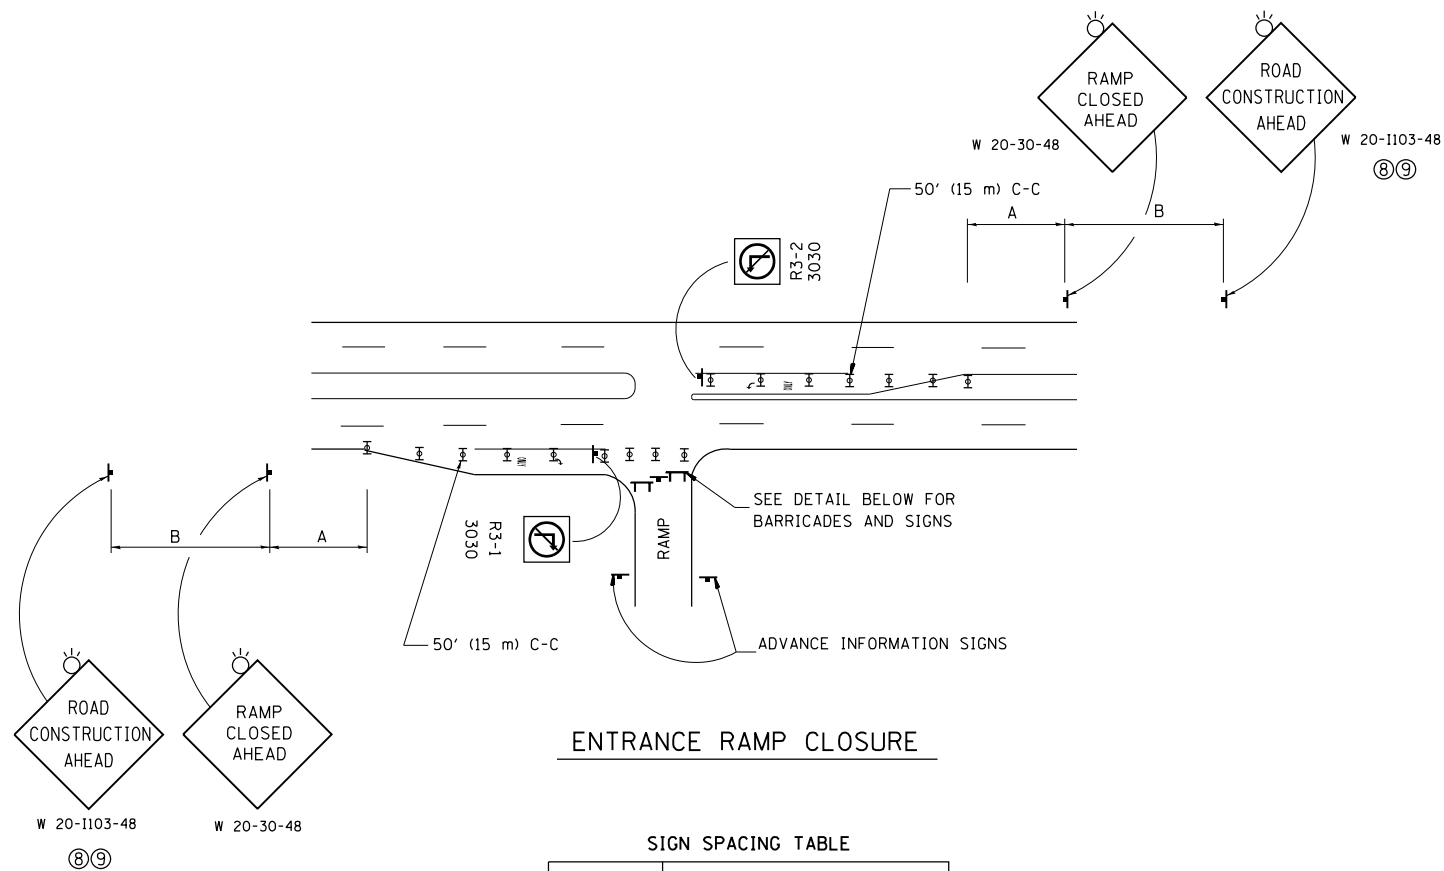 RAMP
CLOSED
AHEAD
W 20-30-48
ROAD
CONSTRUCTION
AHEAD
W 20-I103-48
⑧⑨
50' (15 m) C-C
A
B
R3-2
3030
ONLY
ONLY
SEE DETAIL BELOW FOR
BARRICADES AND SIGNS
R3-1
3030
RAMP
B
A
50' (15 m) C-C
ADVANCE INFORMATION SIGNS
ROAD
CONSTRUCTION
AHEAD
W 20-I103-48
⑧⑨
RAMP
CLOSED
AHEAD
W 20-30-48
ENTRANCE RAMP CLOSURE
SIGN SPACING TABLE